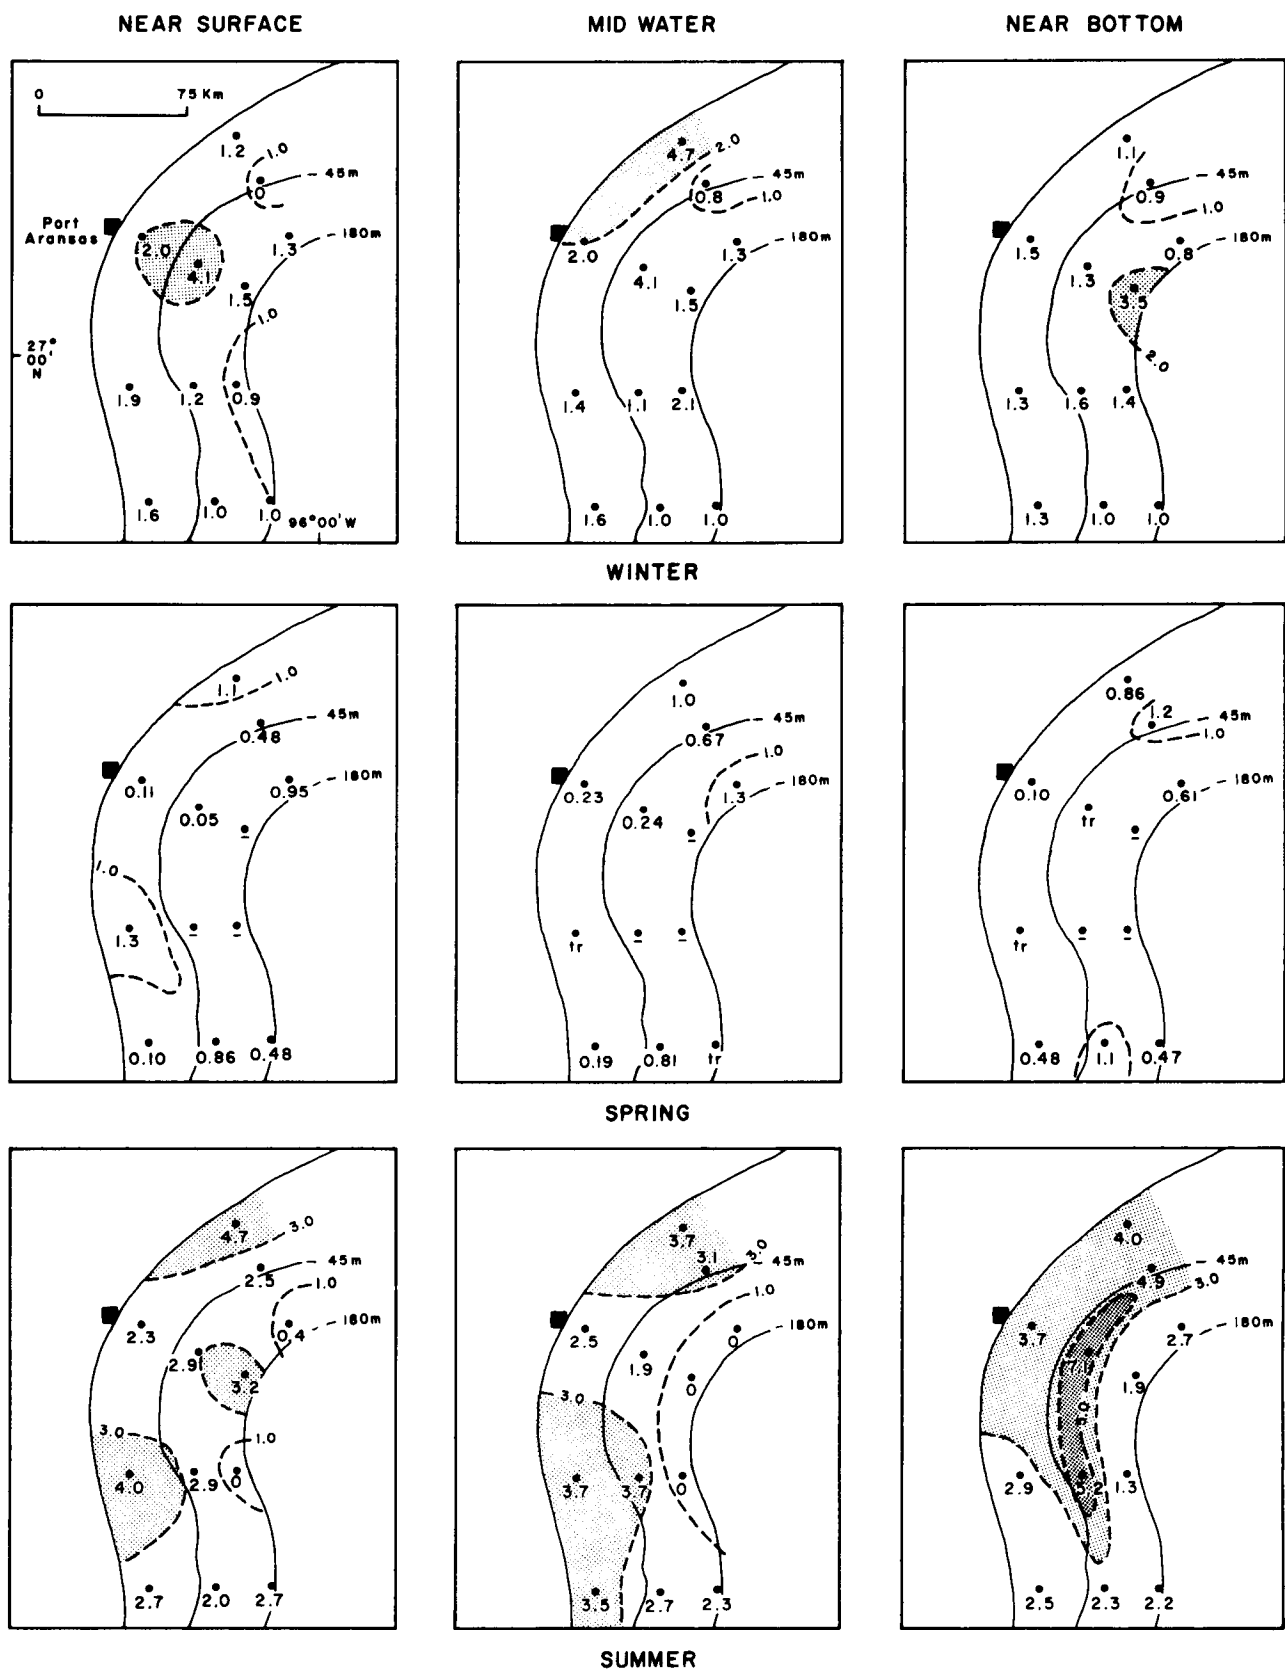 NEAR SURFACE MID WATER NEAR BOTTOM
0 75 Km
1.2
1.0
0
45m
Port
Aransas
2.0
4.1
1.3
180m
1.5
1.0
27°
00'
N
1.9 1.2 0.9
1.6 1.0 1.0
96°00'W
4.7
2.0
0.8
45m
1.0
2.0
4.1
1.3
180m
1.5
1.4 1.1 2.1
1.6 1.0 1.0
1.1
0.9
45m
1.0
1.5
1.3
0.8
180m
3.5
2.0
1.3 1.6 1.4
1.3 1.0 1.0
WINTER
1.1
1.0
0.48
45m
0.11
0.05
0.95
180m
-
1.0
1.3 - -
0.10 0.86 0.48
1.0
0.67
45m
1.0
0.23
0.24
1.3
180m
-
tr - -
0.19 0.81 tr
0.86
1.2
45m
1.0
0.10
tr
0.61
180m
-
tr - -
0.48 1.1 0.47
SPRING
4.7
3.0
2.5
45m
1.0
2.3
2.9
0.4
180m
3.2
3.0
1.0
4.0 2.9 0
2.7 2.0 2.7
3.7
3.1
3.0
45m
1.0
2.5
1.9
0
180m
0
3.0
3.7 3.7 0
3.5 2.7 2.3
4.0
4.9
45m
3.0
3.7
7.1
2.7
180m
1.9
5.0
2.9 5.2 1.3
2.5 2.3 2.2
SUMMER